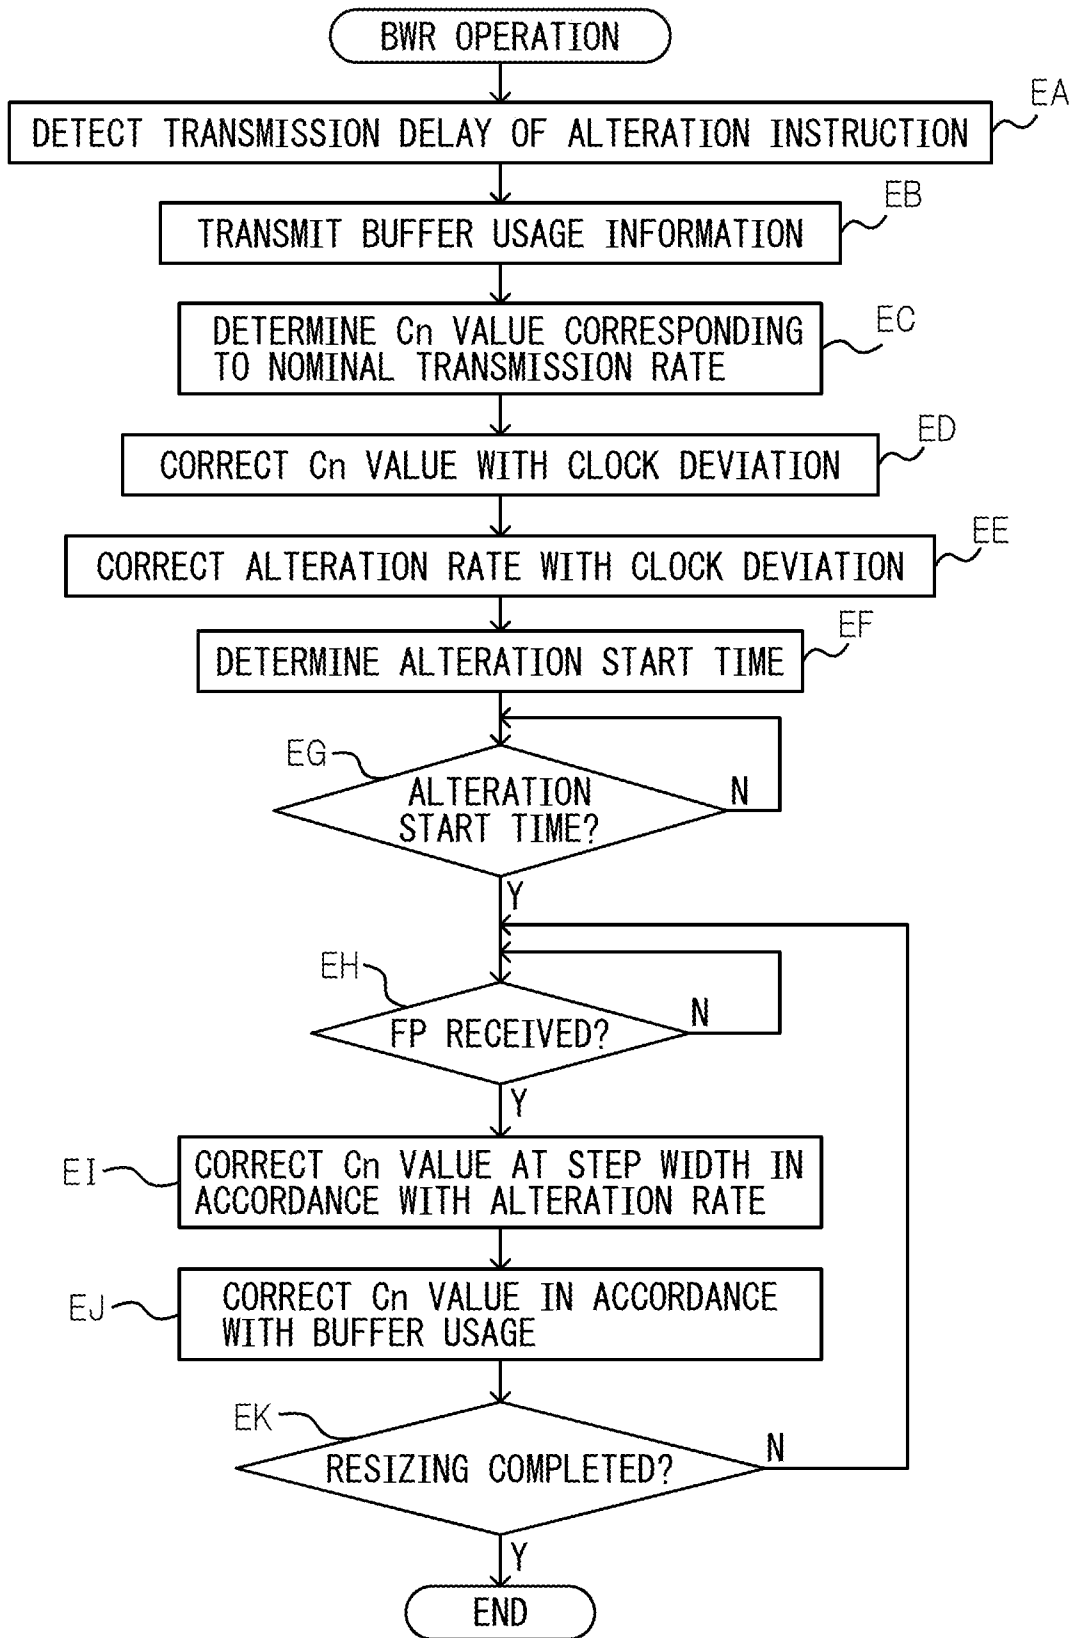 BWR OPERATION
EA
DETECT TRANSMISSION DELAY OF ALTERATION INSTRUCTION
EB
TRANSMIT BUFFER USAGE INFORMATION
EC
DETERMINE Cn VALUE CORRESPONDING
TO NOMINAL TRANSMISSION RATE
ED
CORRECT Cn VALUE WITH CLOCK DEVIATION
EE
CORRECT ALTERATION RATE WITH CLOCK DEVIATION
EF
DETERMINE ALTERATION START TIME
EG
ALTERATION
START TIME?
N
Y
EH
FP RECEIVED?
N
Y
EI
CORRECT Cn VALUE AT STEP WIDTH IN
ACCORDANCE WITH ALTERATION RATE
EJ
CORRECT Cn VALUE IN ACCORDANCE
WITH BUFFER USAGE
EK
RESIZING COMPLETED?
N
Y
END